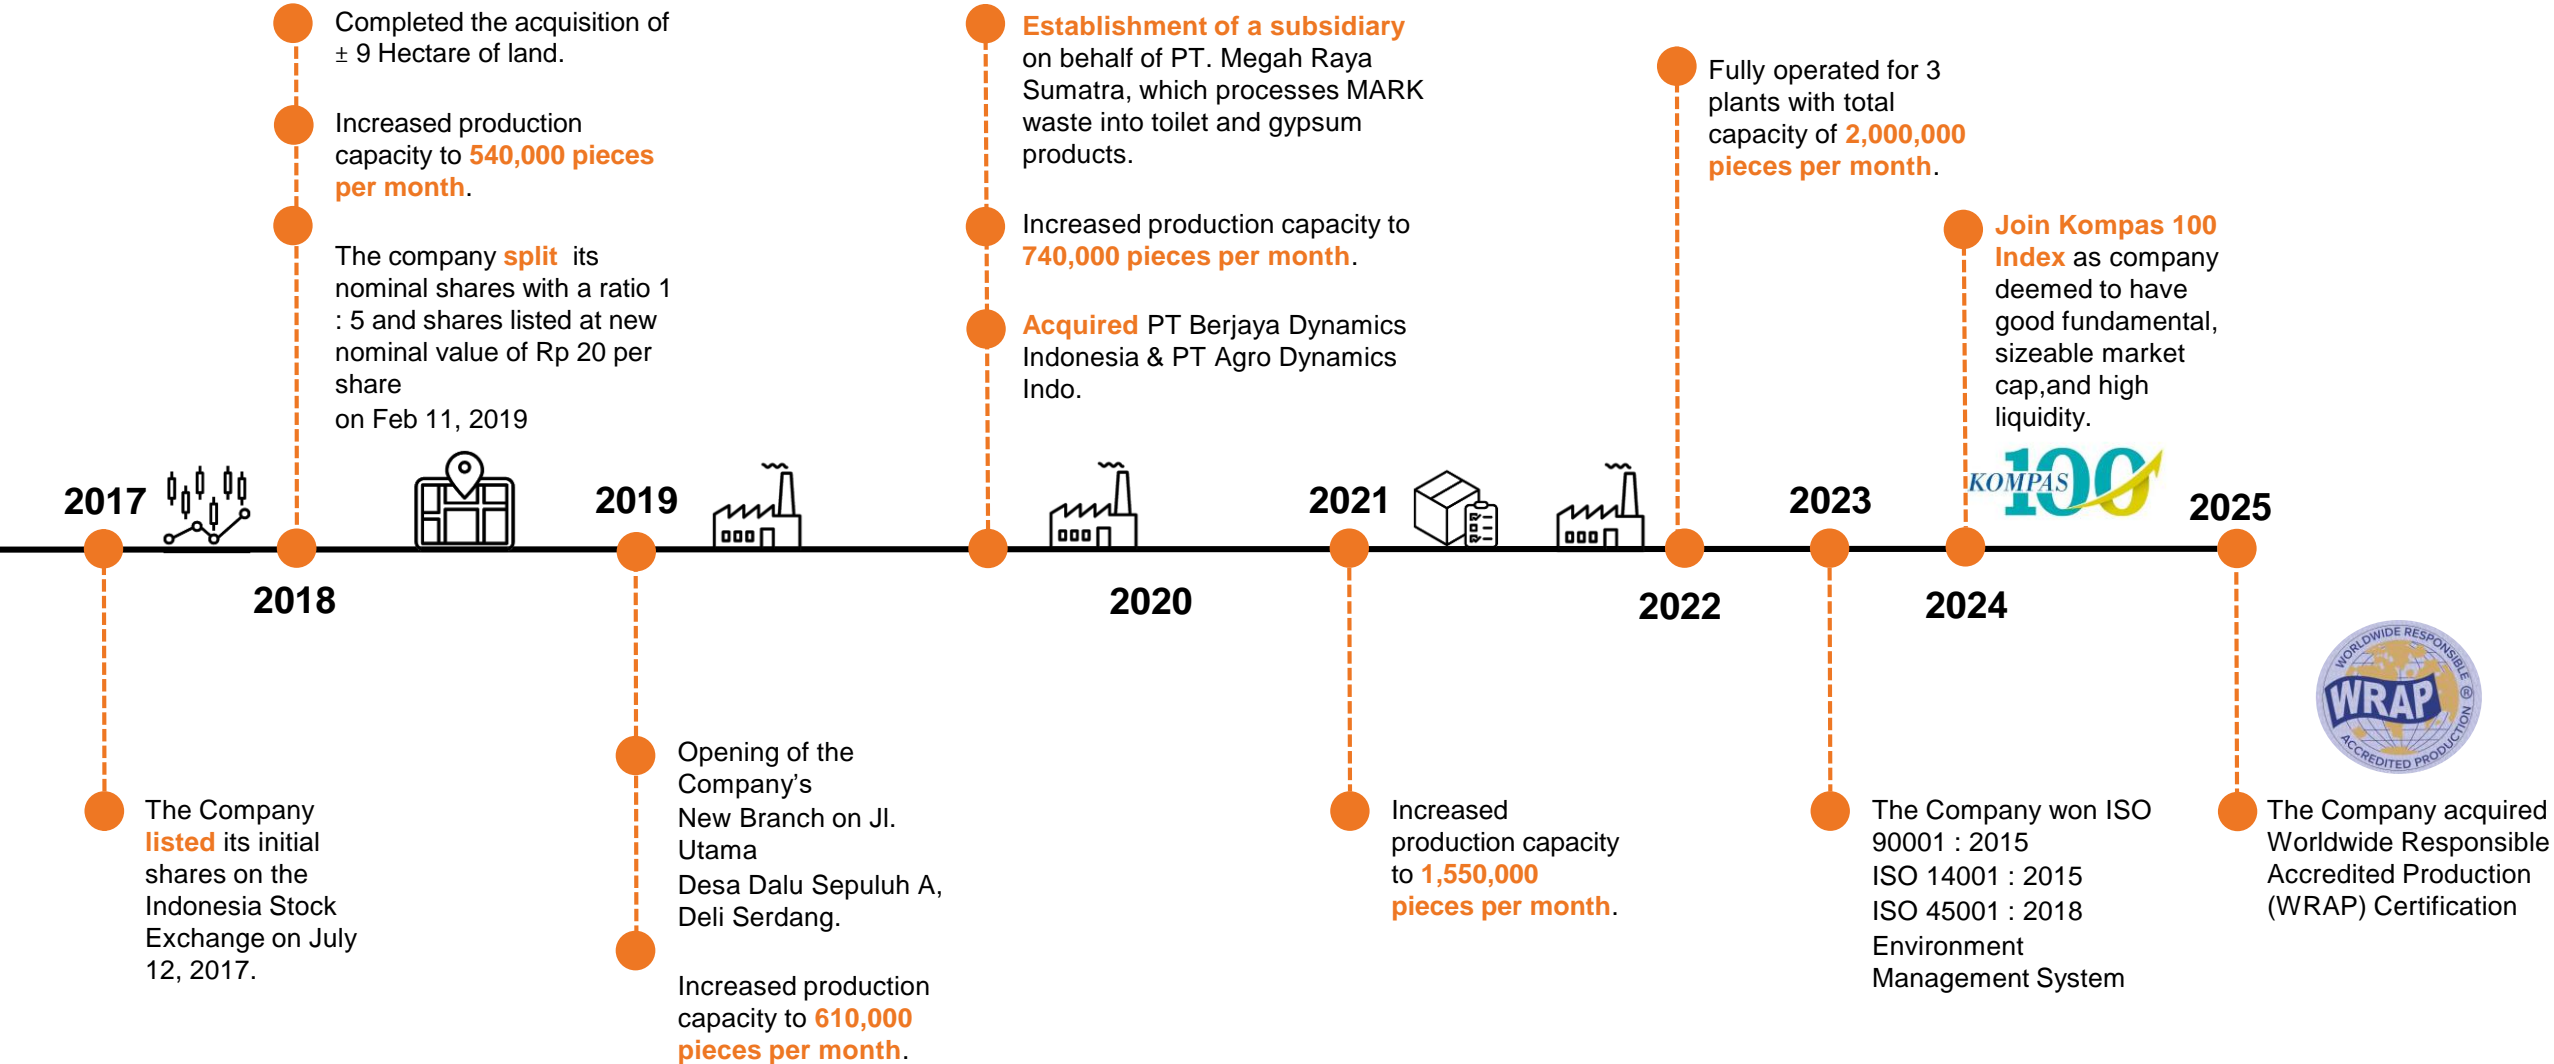 2017
The Company
listed its initial
shares on the
Indonesia Stock
Exchange on July
12, 2017.
2018
Completed the acquisition of
± 9 Hectare of land.
Increased production
capacity to 540,000 pieces
per month.
The company split its
nominal shares with a ratio 1
: 5 and shares listed at new
nominal value of Rp 20 per
share
on Feb 11, 2019
2019
Opening of the
Company’s
New Branch on Jl.
Utama
Desa Dalu Sepuluh A,
Deli Serdang.
Increased production
capacity to 610,000
pieces per month.
2020
Establishment of a subsidiary
on behalf of PT. Megah Raya
Sumatra, which processes MARK
waste into toilet and gypsum
products.
Increased production capacity to
740,000 pieces per month.
Acquired PT Berjaya Dynamics
Indonesia & PT Agro Dynamics
Indo.
2021
Increased
production capacity
to 1,550,000
pieces per month.
2022
Fully operated for 3
plants with total
capacity of 2,000,000
pieces per month.
2023
The Company won ISO
90001 : 2015
ISO 14001 : 2015
ISO 45001 : 2018
Environment
Management System
2024
Join Kompas 100
Index as company
deemed to have
good fundamental,
sizeable market
cap,and high
liquidity.
KOMPAS 100
2025
WORLDWIDE RESPONSIBLE
WRAP ®
ACCREDITED PRODUCTION
The Company acquired
Worldwide Responsible
Accredited Production
(WRAP) Certification